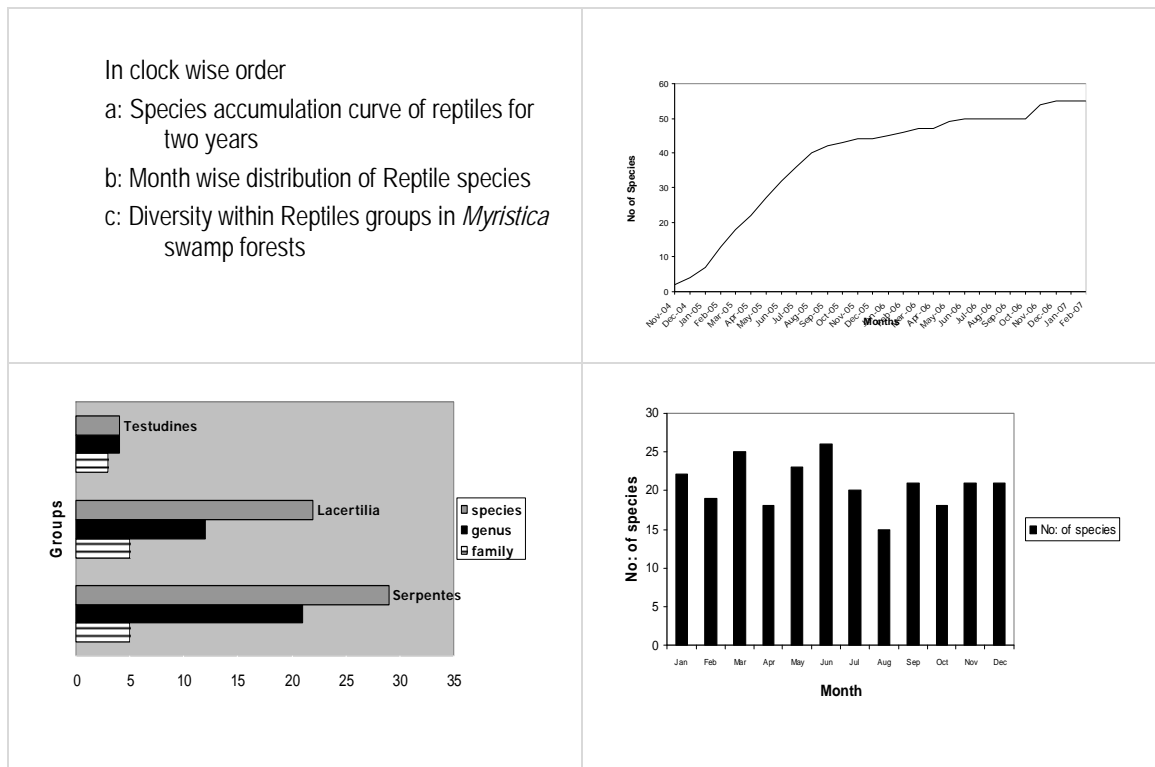 In clock wise order
a: Species accumulation curve of reptiles for
two years
b: Month wise distribution of Reptile species
c: Diversity within Reptiles groups in Myristica
swamp forests
60
50
40
30
20
10
0
No of Species
Nov-04
Dec-04
Jan-05
Feb-05
Mar-05
Apr-05
May-05
Jun-05
Jul-05
Aug-05
Sep-05
Oct-05
Nov-05
Dec-05
Jan-06
Feb-06
Mar-06
Apr-06
May-06
Jun-06
Jul-06
Aug-06
Sep-06
Oct-06
Nov-06
Dec-06
Jan-07
Feb-07
Months
Groups
Testudines
Lacertilia
Serpentes
0 5 10 15 20 25 30 35
species
genus
family
30
25
20
15
10
5
0
No: of species
Jan Feb Mar Apr May Jun Jul Aug Sep Oct Nov Dec
Month
No: of species